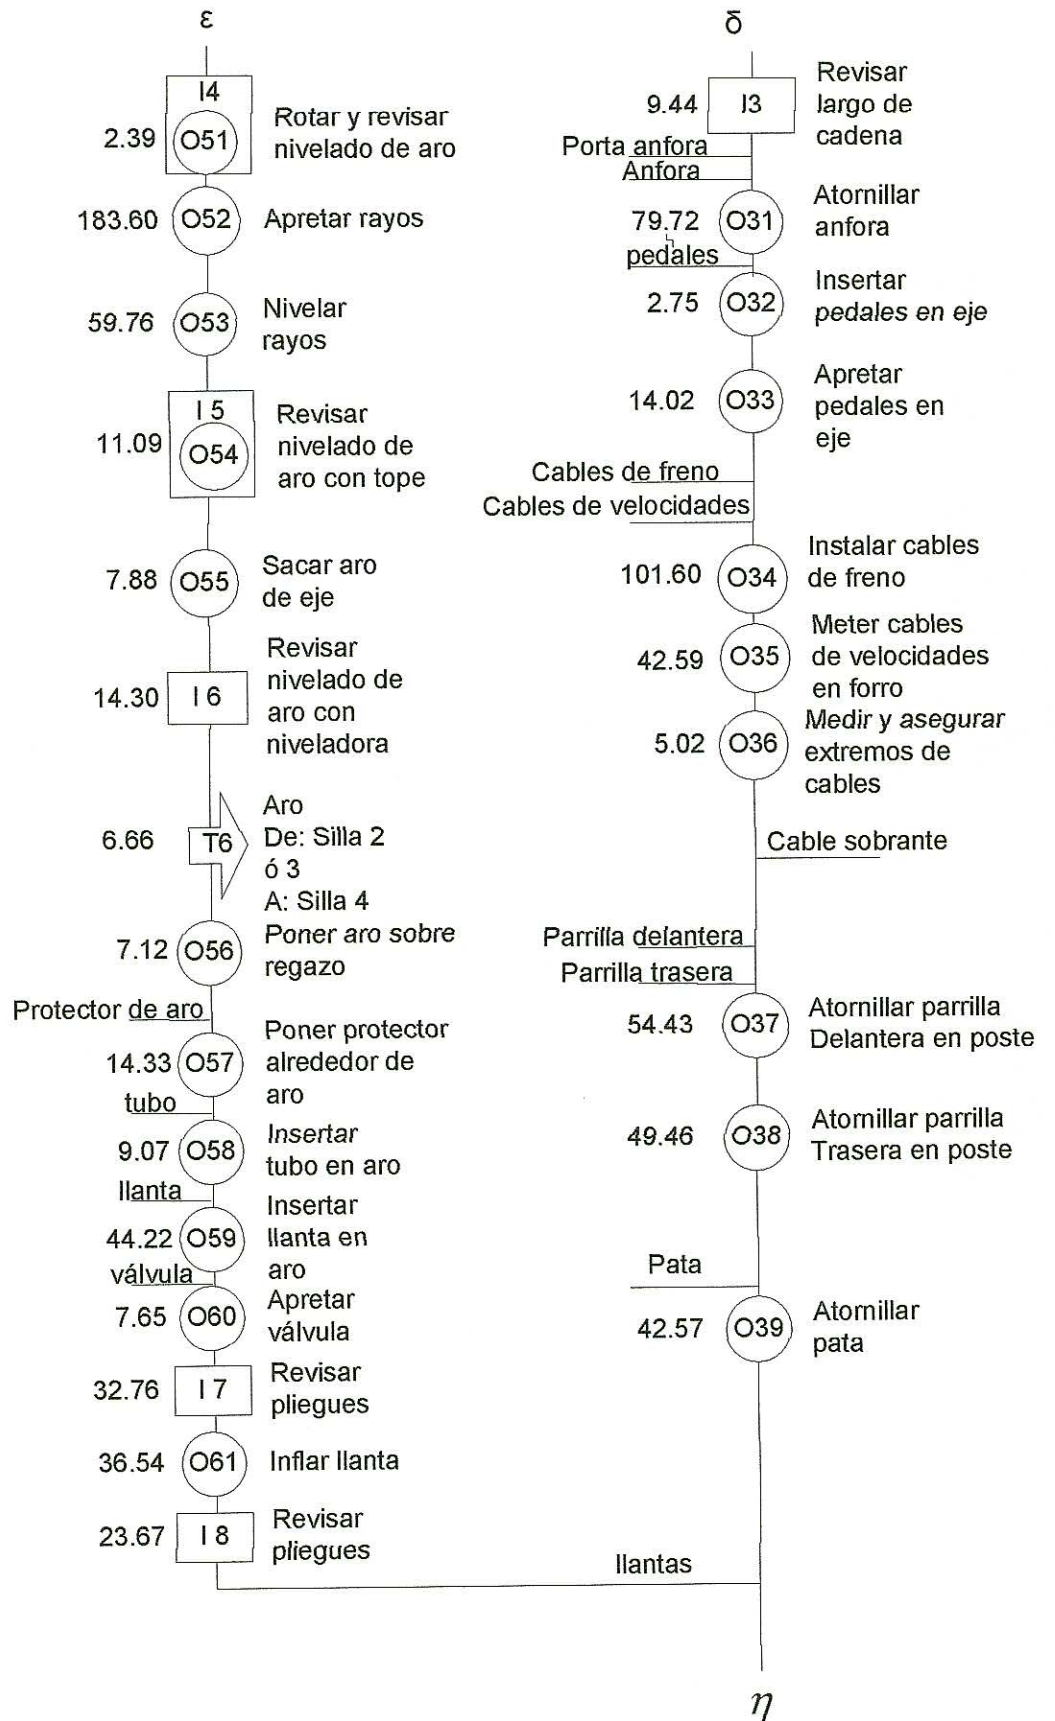 ε
I4
2.39
O51
Rotar y revisar
nivelado de aro
183.60
O52
Apretar rayos
59.76
O53
Nivelar
rayos
I 5
11.09
O54
Revisar
nivelado de
aro con tope
7.88
O55
Sacar aro
de eje
14.30
I 6
Revisar
nivelado de
aro con
niveladora
6.66
T6
Aro
De: Silla 2
ó 3
A: Silla 4
7.12
O56
Poner aro sobre
regazo
Protector de aro
14.33
O57
Poner protector
alrededor de
aro
tubo
9.07
O58
Insertar
tubo en aro
llanta
44.22
O59
Insertar
llanta en
aro
válvula
7.65
O60
Apretar
válvula
32.76
I 7
Revisar
pliegues
36.54
O61
Inflar llanta
23.67
I 8
Revisar
pliegues
δ
9.44
I3
Revisar
largo de
cadena
Porta anfora
Anfora
79.72
O31
Atornillar
anfora
pedales
2.75
O32
Insertar
pedales en eje
14.02
O33
Apretar
pedales en
eje
Cables de freno
Cables de velocidades
101.60
O34
Instalar cables
de freno
42.59
O35
Meter cables
de velocidades
en forro
5.02
O36
Medir y asegurar
extremos de
cables
Cable sobrante
Parrilla delantera
Parrilla trasera
54.43
O37
Atornillar parrilla
Delantera en poste
49.46
O38
Atornillar parrilla
Trasera en poste
Pata
42.57
O39
Atornillar
pata
llantas
η